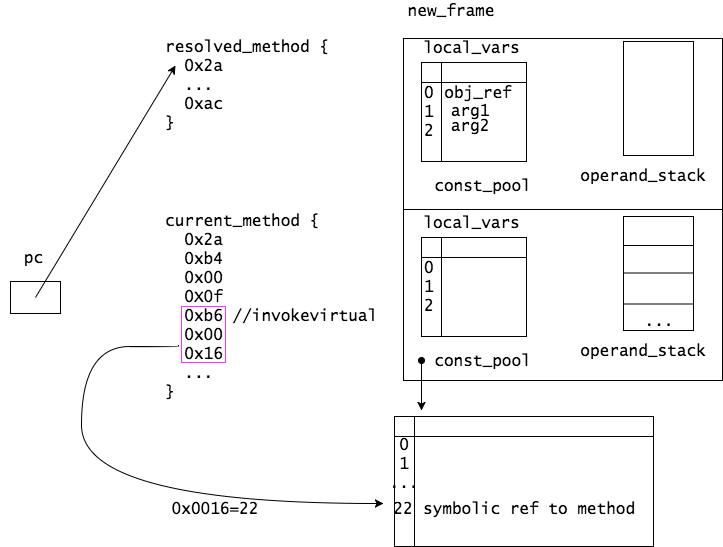 new_frame
resolved_method {
0x2a
...
0xac
}
local_vars
0 obj_ref
1 arg1
2 arg2
operand_stack
const_pool
pc
current_method {
0x2a
0xb4
0x00
0x0f
0xb6 //invokevirtual
0x00
0x16
...
}
local_vars
0
1
2
...
operand_stack
const_pool
0
1
...
22 symbolic ref to method
0x0016=22